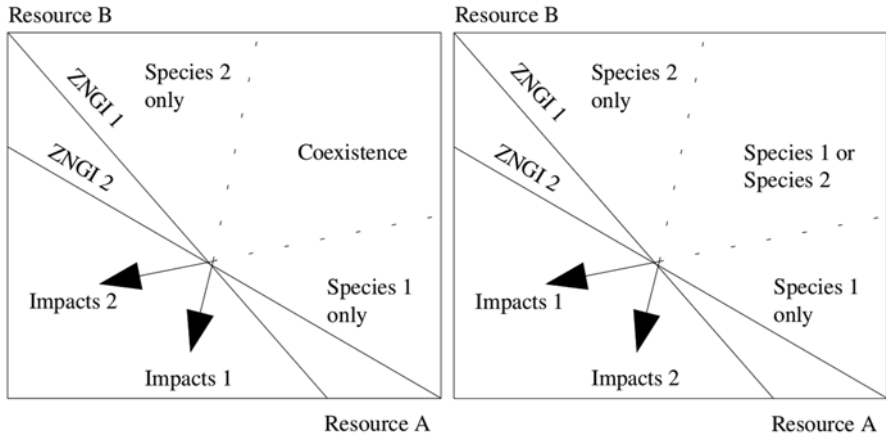 Resource B
Species 2
only
ZNGI 1
Coexistence
ZNGI 2
Species 1
only
Impacts 2
Impacts 1
Resource A
Resource B
Species 2
only
ZNGI 1
Species 1 or
Species 2
ZNGI 2
Species 1
only
Impacts 1
Impacts 2
Resource A